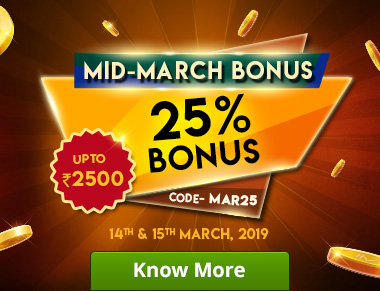 MID-MARCH BONUS
25%
BONUS
UPTO
₹2500
CODE- MAR25
14TH & 15TH MARCH, 2019
Know More